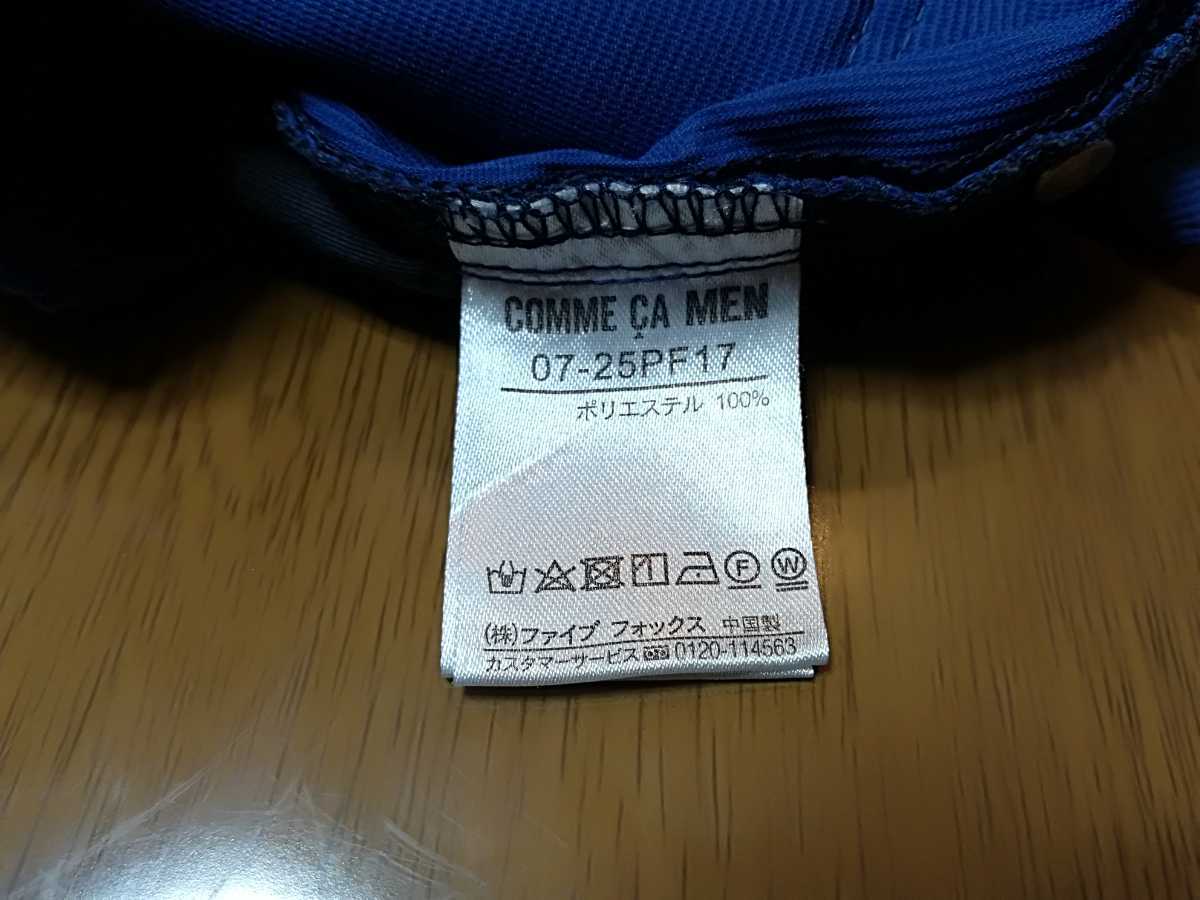 COMME ÇA MEN
07-25PF17
ポリエステル 100%
F W
(株)ファイブ フォックス 中国製
カスタマーサービス 0120-114563